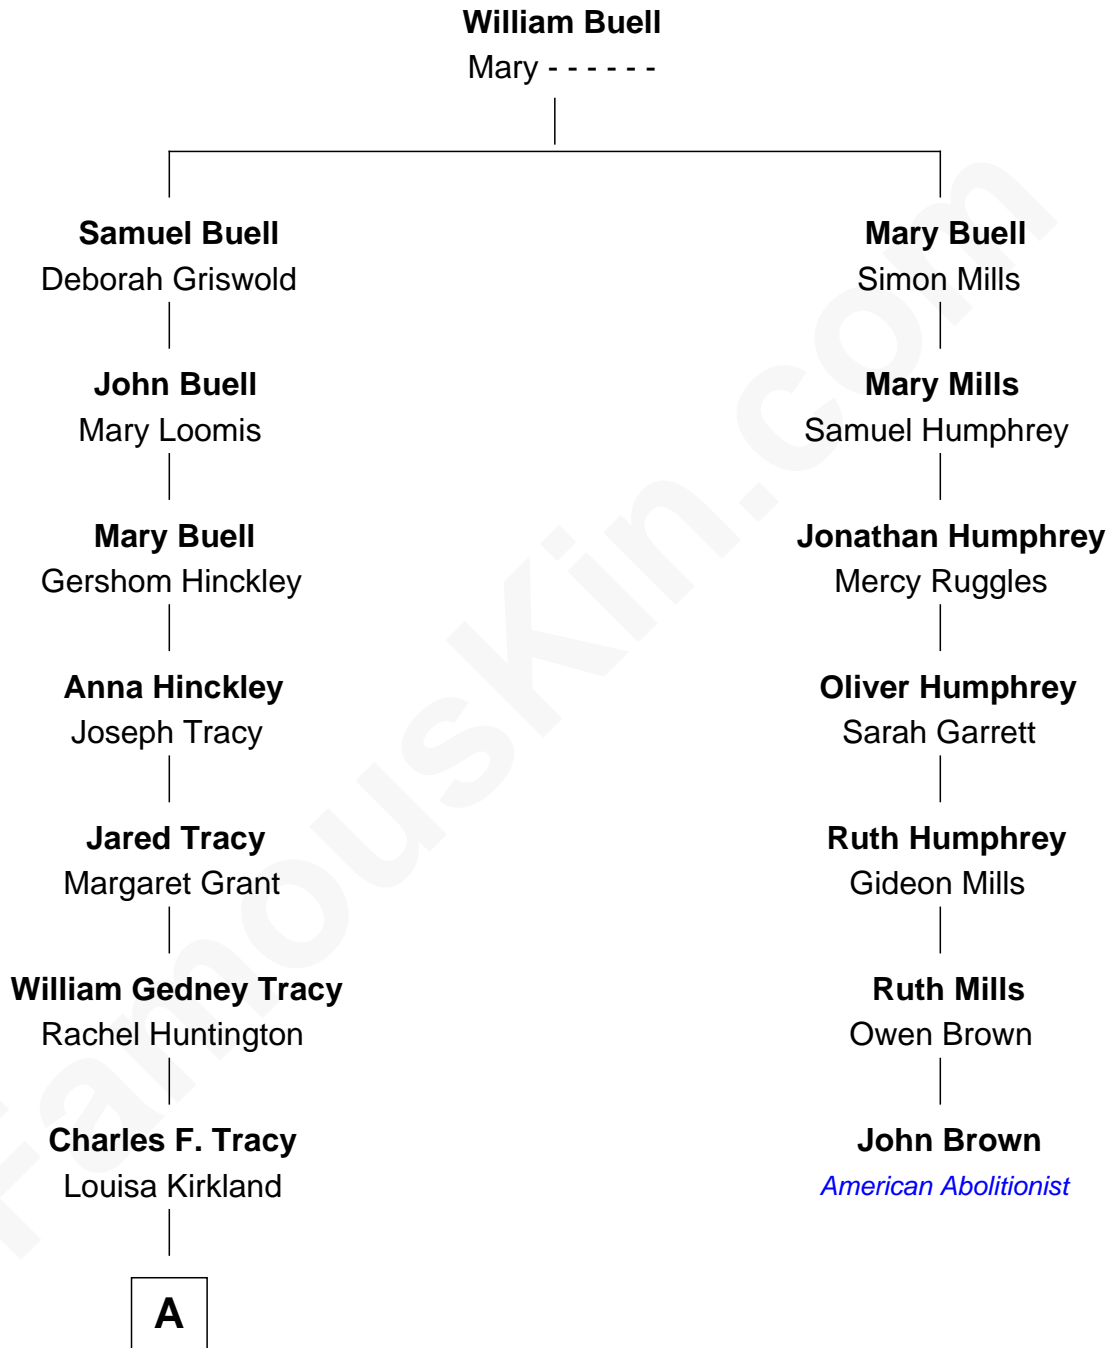 William Buell
Mary - - - - - -
Samuel Buell
Deborah Griswold
John Buell
Mary Loomis
Mary Buell
Gershom Hinckley
Anna Hinckley
Joseph Tracy
Jared Tracy
Margaret Grant
William Gedney Tracy
Rachel Huntington
Charles F. Tracy
Louisa Kirkland
A
Mary Buell
Simon Mills
Mary Mills
Samuel Humphrey
Jonathan Humphrey
Mercy Ruggles
Oliver Humphrey
Sarah Garrett
Ruth Humphrey
Gideon Mills
Ruth Mills
Owen Brown
John Brown
American Abolitionist
FamousKin.com